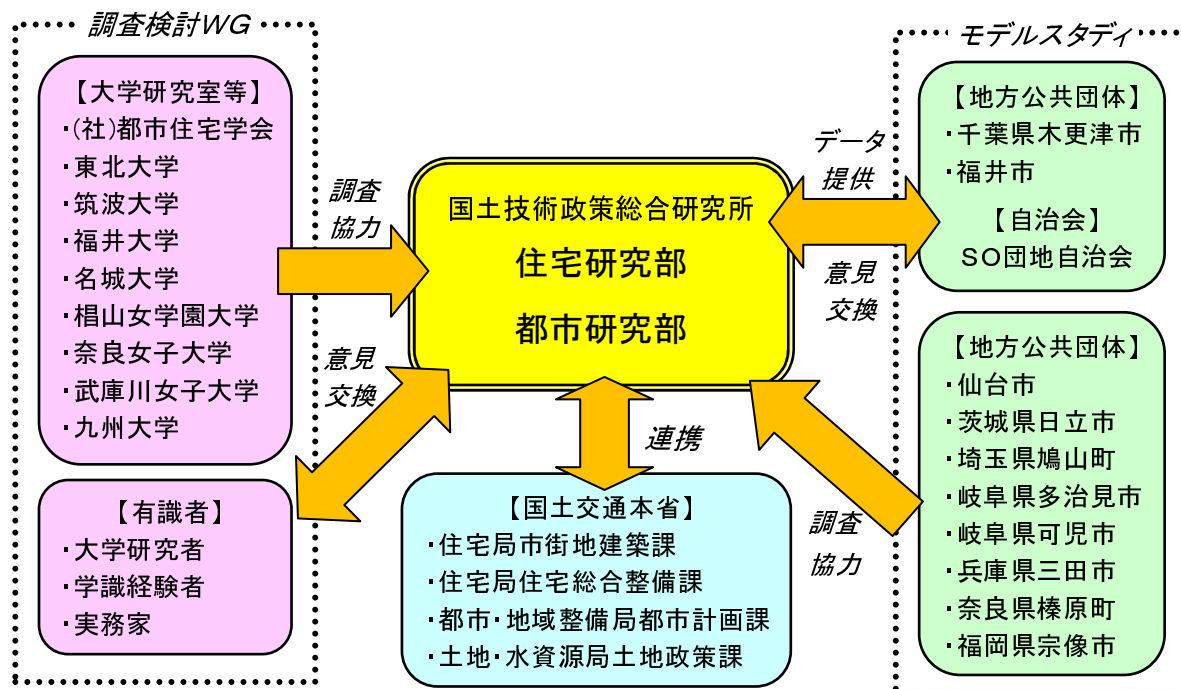 調査検討WG
【大学研究室等】
・(社)都市住宅学会
・東北大学
・筑波大学
・福井大学
・名城大学
・椙山女学園大学
・奈良女子大学
・武庫川女子大学
・九州大学
【有識者】
・大学研究者
・学識経験者
・実務家
調査
協力
意見
交換
国土技術政策総合研究所
住宅研究部
都市研究部
連携
【国土交通本省】
・住宅局市街地建築課
・住宅局住宅総合整備課
・都市・地域整備局都市計画課
・土地・水資源局土地政策課
データ
提供
意見
交換
調査
協力
モデルスタディ
【地方公共団体】
・千葉県木更津市
・福井市
【自治会】
SO団地自治会
【地方公共団体】
・仙台市
・茨城県日立市
・埼玉県鳩山町
・岐阜県多治見市
・岐阜県可児市
・兵庫県三田市
・奈良県榛原町
・福岡県宗像市